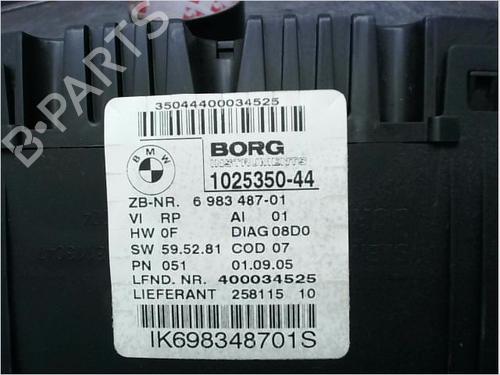 B-PARTS
35044400034525
BMW
BORG
INSTRUMENTS
1025350-44
ZB-NR. 6 983 487-01
VI RP AI 01
HW 0F DIAG 08D0
SW 59.52.81 COD 07
PN 051 01.09.05
LFND. NR. 400034525
LIEFERANT 258115 10
IK698348701S